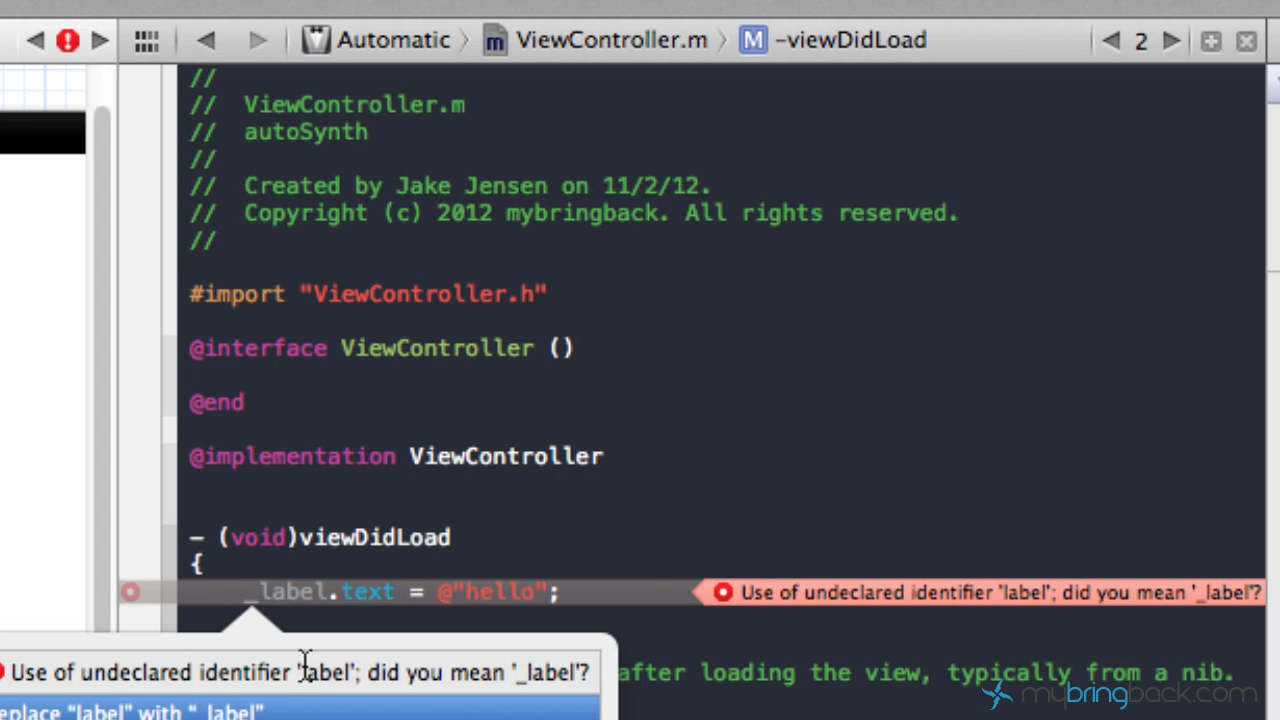 Automatic ViewController.m M -viewDidLoad 2
//
// ViewController.m
// autoSynth
//
// Created by Jake Jensen on 11/2/12.
// Copyright (c) 2012 mybringback. All rights reserved.
//
#import "ViewController.h"
@interface ViewController ()
@end
@implementation ViewController
- (void)viewDidLoad
{
_label.text = @"hello"; Use of undeclared identifier 'label'; did you mean '_label'?
Use of undeclared identifier 'label'; did you mean '_label'?
after loading the view, typically from a nib.
mybringback.com
eplace "label" with "_label"